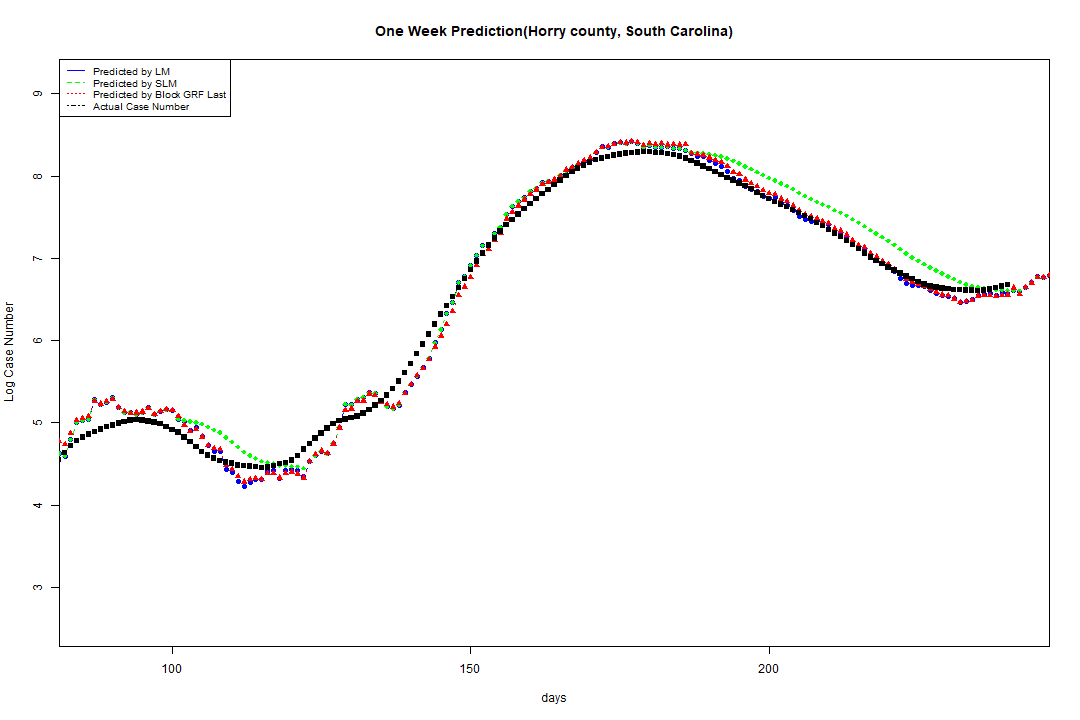 One Week Prediction(Horry county, South Carolina)
Predicted by LM
Predicted by SLM
Predicted by Block GRF Last
Actual Case Number
9
8
7
6
5
4
3
Log Case Number
100
150
200
days